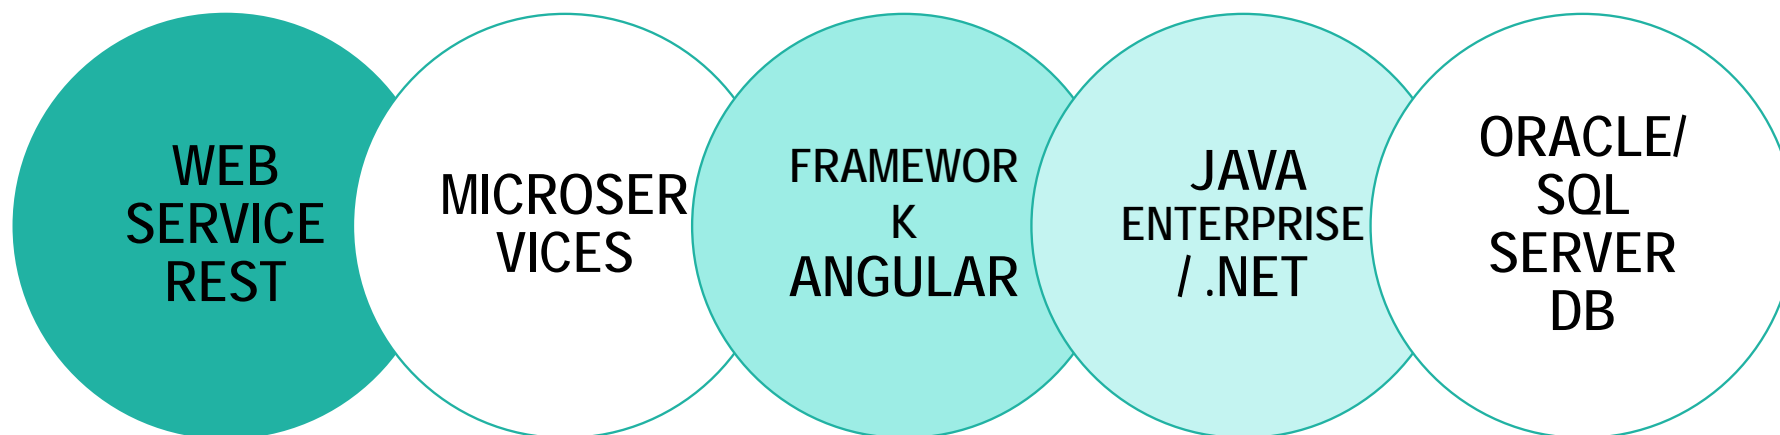 WEB
SERVICE
REST
MICROSER
VICES
FRAMEWOR
K
ANGULAR
JAVA
ENTERPRISE
/ .NET
ORACLE/
SQL
SERVER
DB